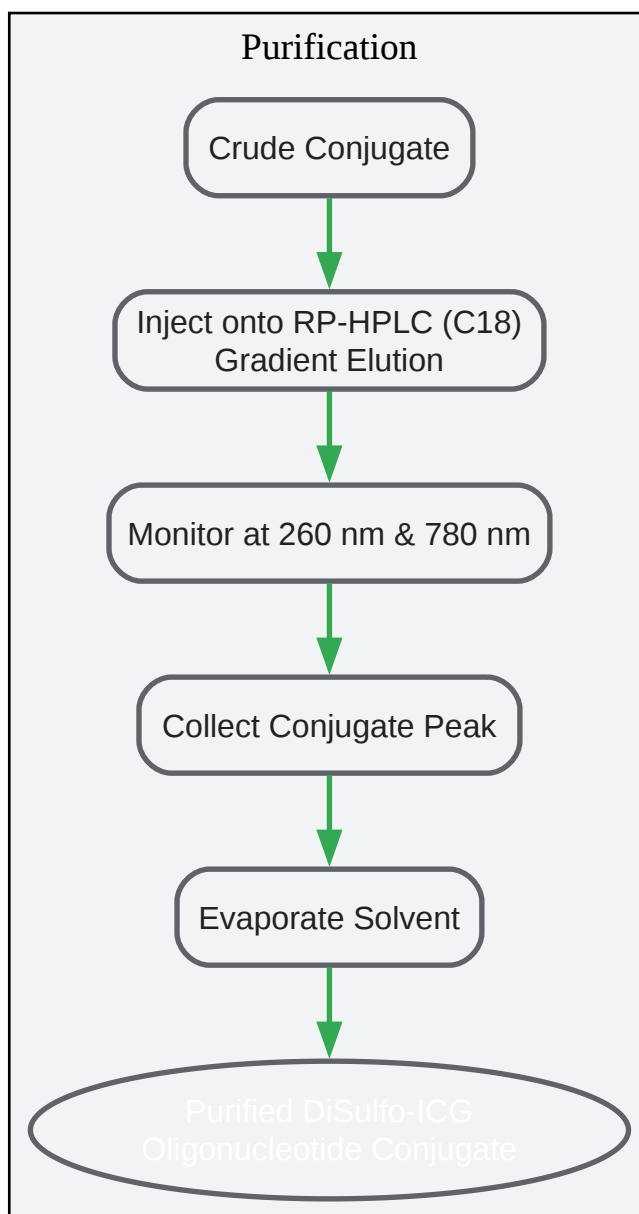 Purification
Crude Conjugate
Inject onto RP-HPLC (C18)
Gradient Elution
Monitor at 260 nm & 780 nm
Collect Conjugate Peak
Evaporate Solvent
Purified DiSulfo-ICG
Oligonucleotide Conjugate